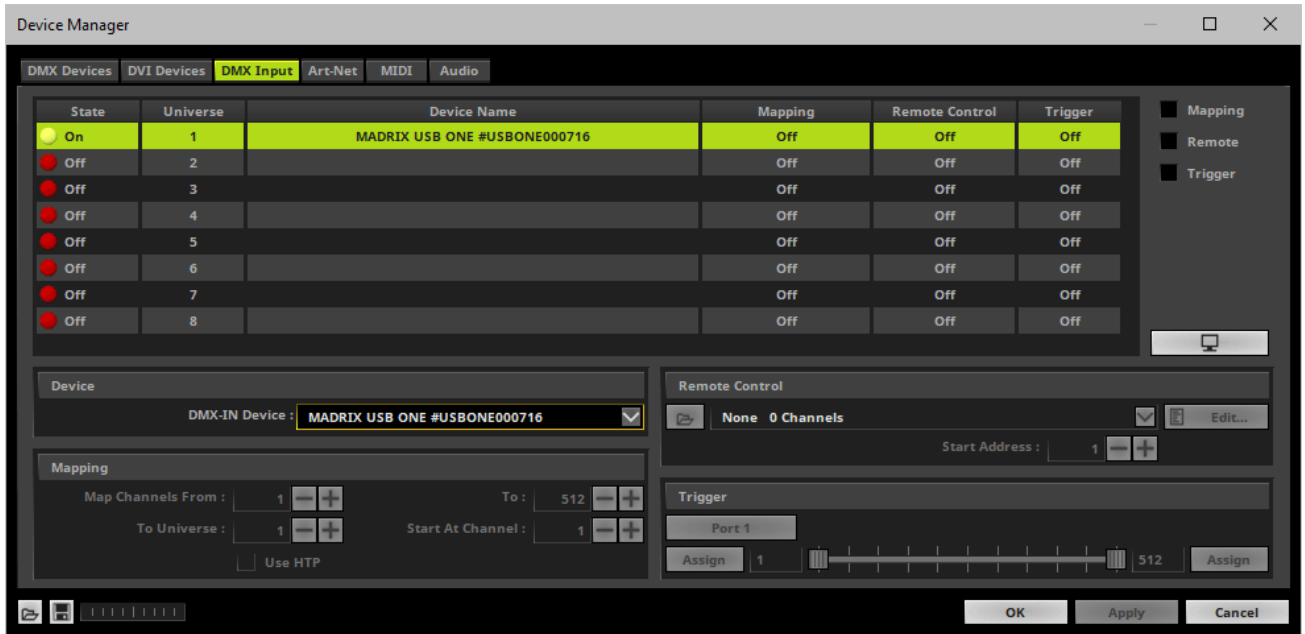 Device Manager
DMX Devices DVI Devices DMX Input Art-Net MIDI Audio
State Universe Device Name Mapping Remote Control Trigger
On 1 MADRIX USB ONE #USBONE000716 Off Off Off
Off 2 Off Off Off
Off 3 Off Off Off
Off 4 Off Off Off
Off 5 Off Off Off
Off 6 Off Off Off
Off 7 Off Off Off
Off 8 Off Off Off
Mapping
Remote
Trigger
Device
DMX-IN Device : MADRIX USB ONE #USBONE000716
Mapping
Map Channels From : 1 To : 512
To Universe : 1 Start At Channel : 1
Use HTP
Remote Control
None 0 Channels Edit...
Start Address : 1
Trigger
Port 1
Assign 1 512 Assign
OK Apply Cancel